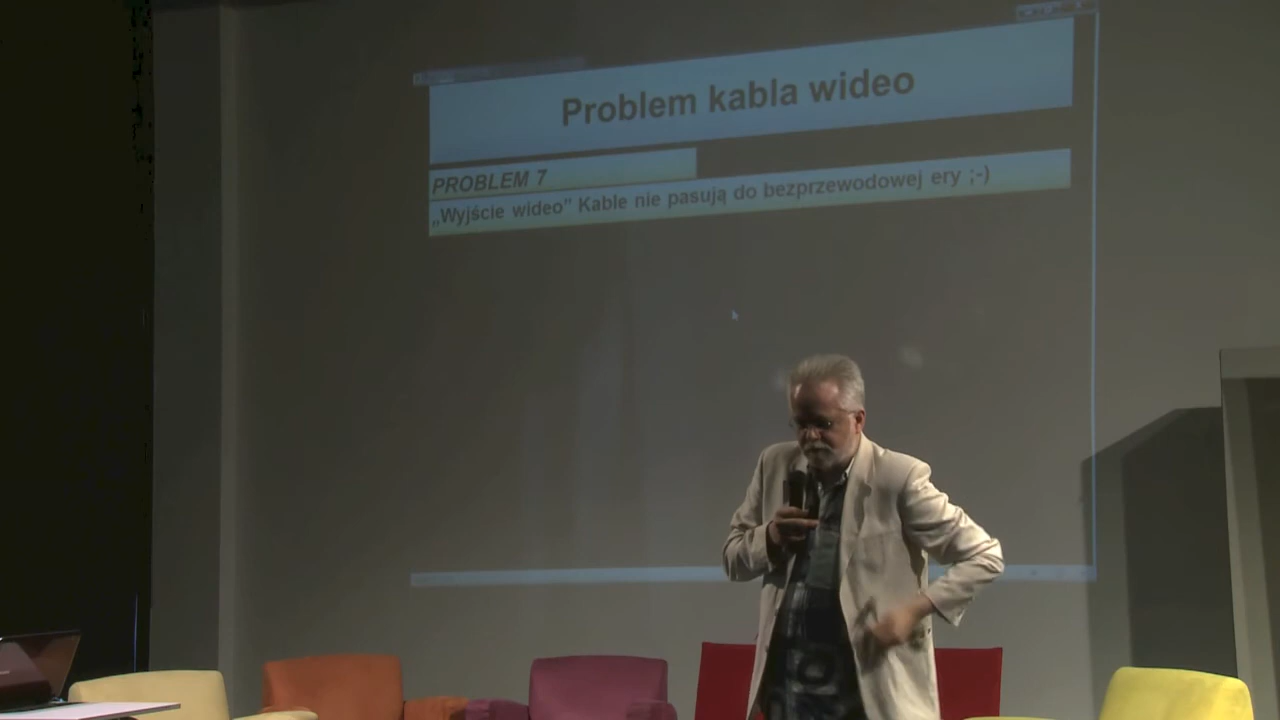 Problem kabla wideo
PROBLEM 7
„Wyjście wideo” Kable nie pasują do bezprzewodowej ery ;-)